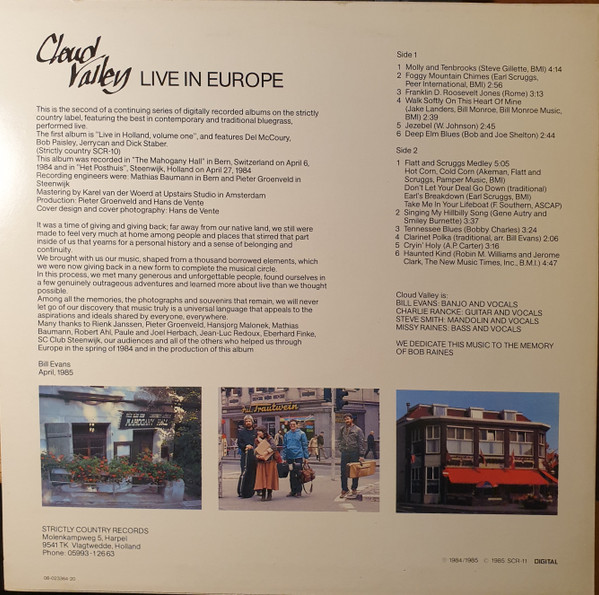 Cloud
Valley LIVE IN EUROPE
This is the second of a continuing series of digitally recorded albums on the strictly
country label, featuring the best in contemporary and traditional bluegrass,
performed live.
The first album is "Live in Holland, volume one", and features Del McCoury,
Bob Paisley, Jerrycan and Dick Staber.
(Strictly country SCR-10)
This album was recorded in "The Mahogany Hall" in Bern, Switzerland on April 6,
1984 and in "Het Posthuis", Steenwijk, Holland on April 27, 1984
Recording engineers were: Mathias Baumann in Bern and Pieter Groenveld in
Steenwijk
Mastering by Karel van der Woerd at Upstairs Studio in Amsterdam
Production: Pieter Groenveld and Hans de Vente
Cover design and cover photography: Hans de Vente
It was a time of giving and giving back; far away from our native land, we still were
made to feel very much at home among people and places that stirred that part
inside of us that yearns for a personal history and a sense of belonging and
continuity.
We brought with us our music, shaped from a thousand borrowed elements, which
we were now giving back in a new form to complete the musical circle.
In this process, we met many generous and unforgettable people, found ourselves in
a few genuinely outrageous adventures and learned more about live than we thought
possible.
Among all the memories, the photographs and souvenirs that remain, we will never
let go of our discovery that music truly is a universal language that appeals to the
aspirations and ideals shared by everyone, everywhere.
Many thanks to Rienk Janssen, Pieter Groenveld, Hansjorg Malonek, Mathias
Baumann, Robert Ahl, Paule and Joel Herbach, Jean-Luc Redoux, Eberhard Finke,
SC Club Steenwijk, our audiences and all of the others who helped us through
Europe in the spring of 1984 and in the production of this album
Bill Evans
April, 1985
Side 1
1 Molly and Tenbrooks (Steve Gillette, BMI) 4:14
2 Foggy Mountain Chimes (Earl Scruggs,
Peer International, BMI) 2:56
3 Franklin D. Roosevelt Jones (Rome) 3:13
4 Walk Softly On This Heart Of Mine
(Jake Landers, Bill Monroe, Bill Monroe Music,
BMI) 2:39
5 Jezebel (W. Johnson) 2:45
6 Deep Elm Blues (Bob and Joe Shelton) 2:44
Side 2
1 Flatt and Scruggs Medley 5:05
Hot Corn, Cold Corn (Akeman, Flatt and
Scruggs, Pamper Music, BMI)
Don't Let Your Deal Go Down (traditional)
Earl's Breakdown (Earl Scruggs, BMI)
Take Me In Your Lifeboat (F. Southern, ASCAP)
2 Singing My Hillbilly Song (Gene Autry and
Smiley Burnette) 3:37
3 Tennessee Blues (Bobby Charles) 3:24
4 Clarinet Polka (traditional, arr. Bill Evans) 2:06
5 Cryin' Holy (A.P. Carter) 3:16
6 Haunted Kind (Robin M. Williams and Jerome
Clark, The New Music Times, Inc., B.M.I.) 4:47
Cloud Valley is:
BILL EVANS: BANJO AND VOCALS
CHARLIE RANCKE: GUITAR AND VOCALS
STEVE SMITH: MANDOLIN AND VOCALS
MISSY RAINES: BASS AND VOCALS
WE DEDICATE THIS MUSIC TO THE MEMORY
OF BOB RAINES
MAHOGANY HALL
Trautwein
STRICTLY COUNTRY RECORDS
Molenkampweg 5, Harpel
9541 TK Vlagtwedde, Holland
Phone: 05993-12663
℗ 1984/1985 © 1985 SCR-11 DIGITAL